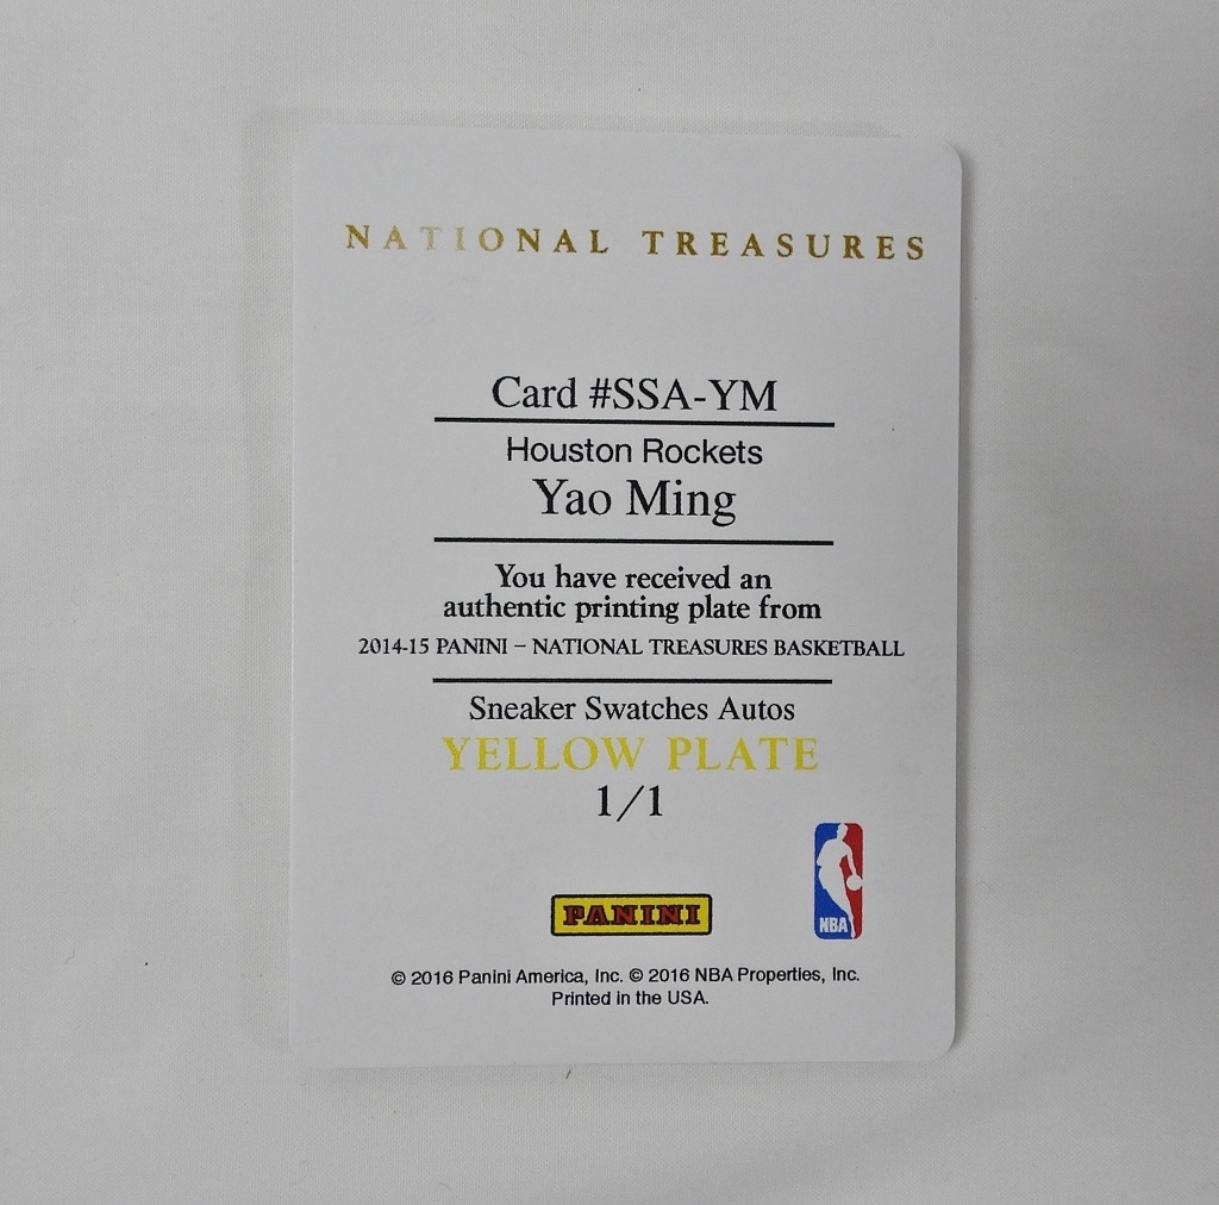 NATIONAL TREASURES
Card #SSA-YM
Houston Rockets
Yao Ming
You have received an
authentic printing plate from
2014-15 PANINI – NATIONAL TREASURES BASKETBALL
Sneaker Swatches Autos
YELLOW PLATE
1/1
NBA
PANINI
© 2016 Panini America, Inc. © 2016 NBA Properties, Inc.
Printed in the USA.